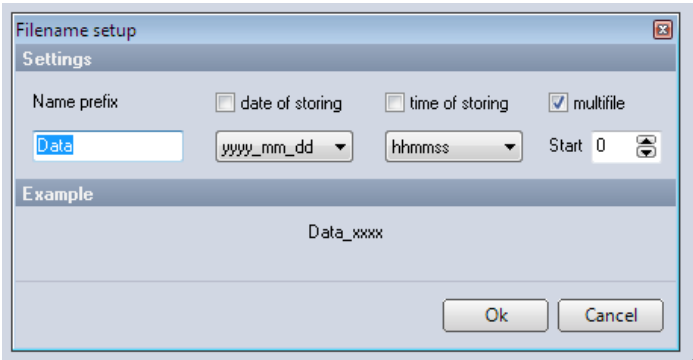 Filename setup
Settings
Name prefix date of storing time of storing multifile
Data yyyy_mm_dd hhmmss Start 0
Example
Data_xxxx
Ok Cancel